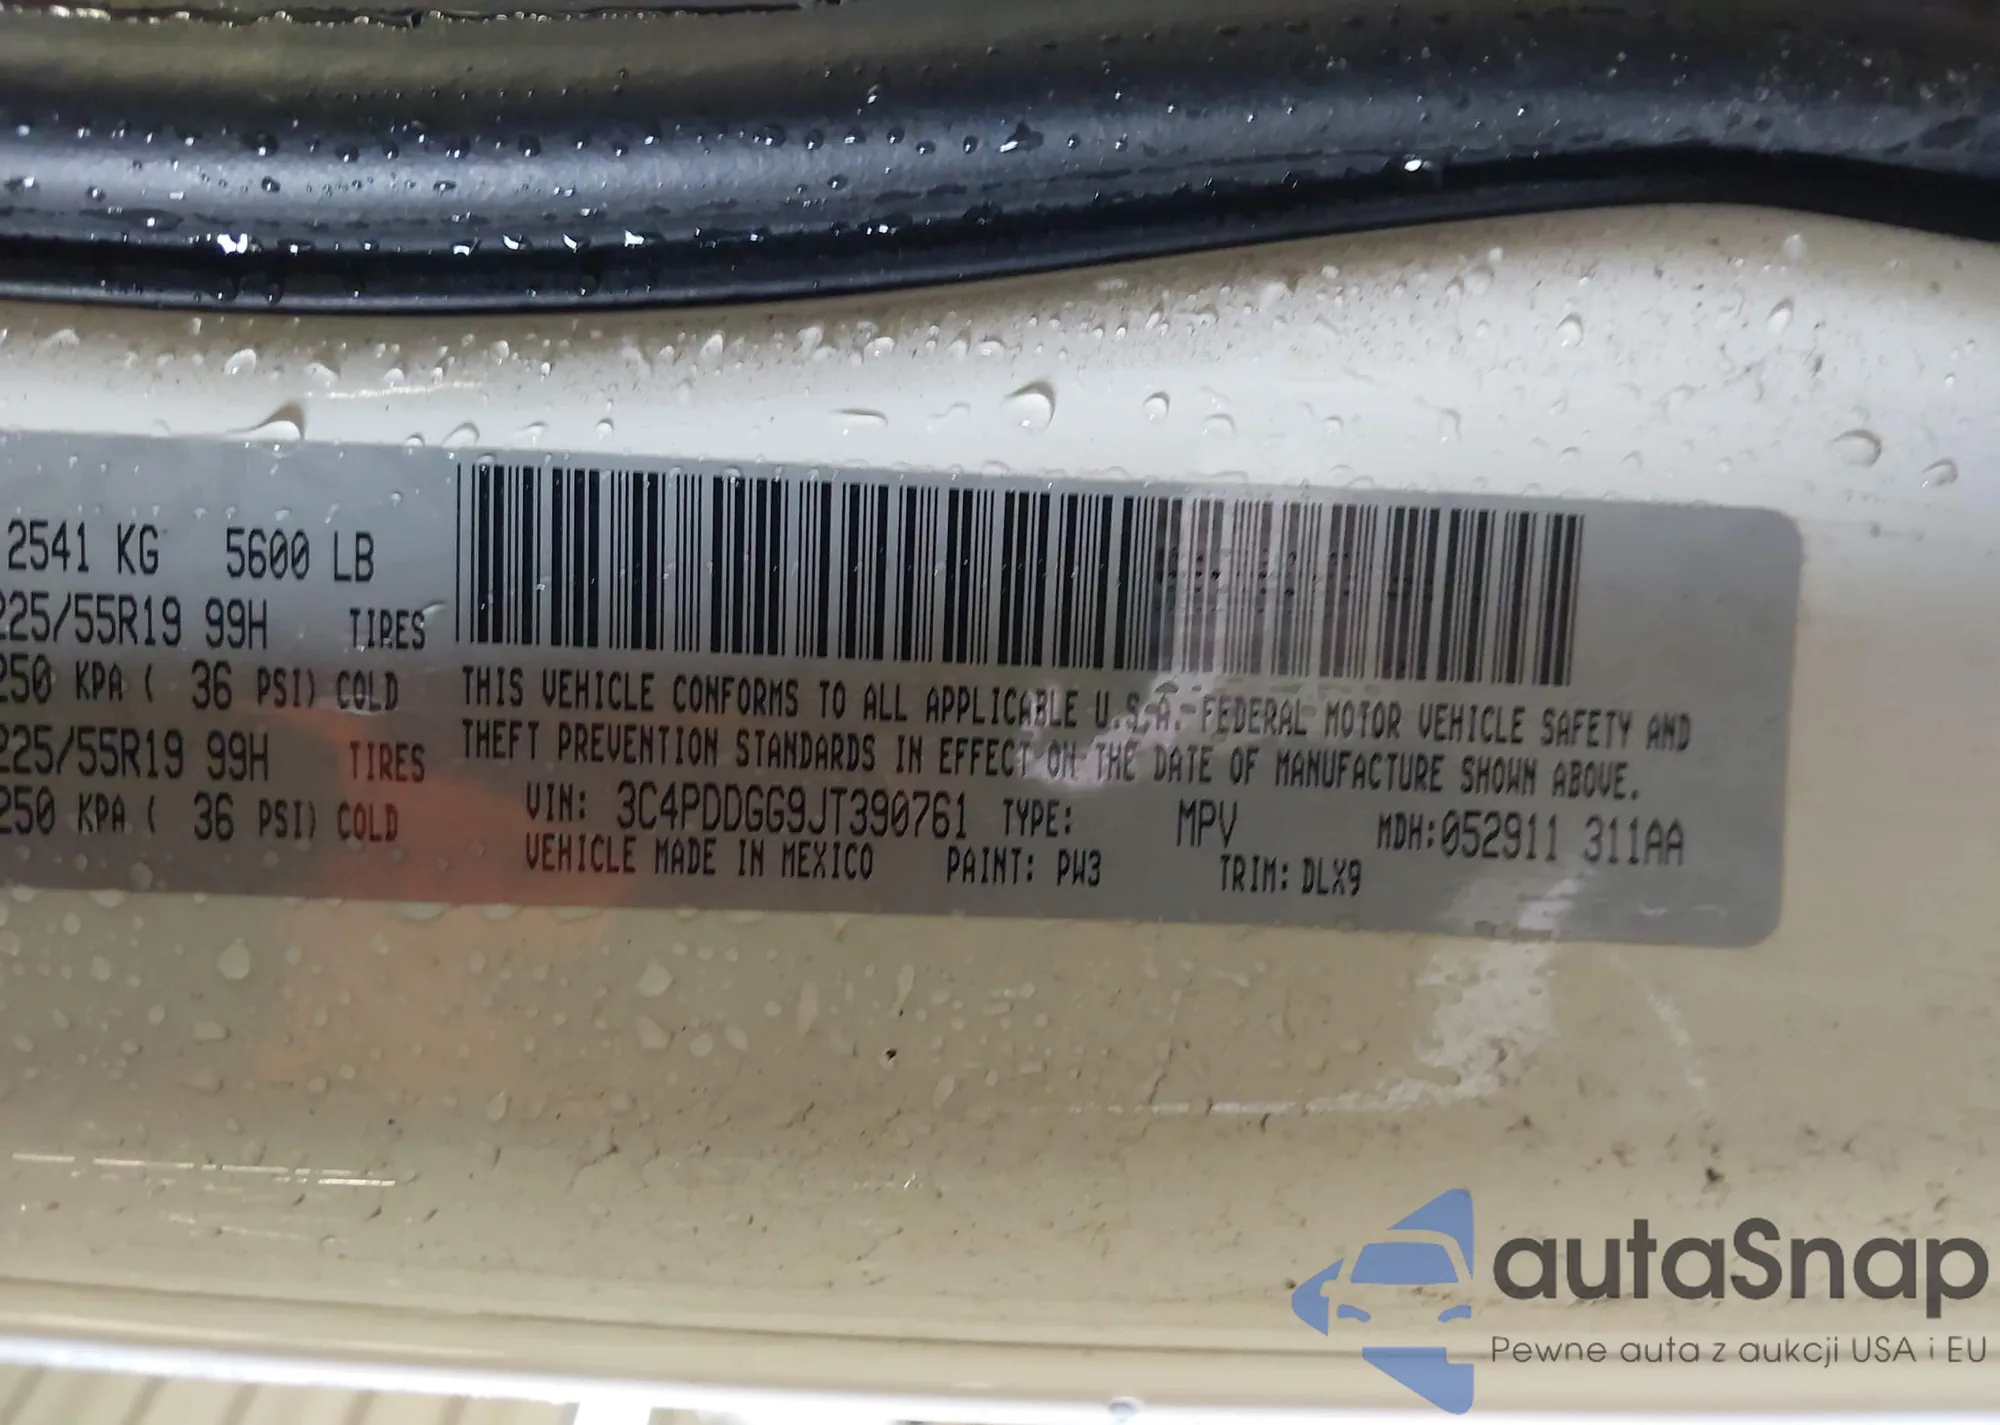 2541 KG 5600 LB
225/55R19 99H TIRES
250 KPA ( 36 PSI) COLD
225/55R19 99H TIRES
250 KPA ( 36 PSI) COLD
THIS VEHICLE CONFORMS TO ALL APPLICABLE U.S.A. FEDERAL MOTOR VEHICLE SAFETY AND
THEFT PREVENTION STANDARDS IN EFFECT ON THE DATE OF MANUFACTURE SHOWN ABOVE.
VIN: 3C4PDDGG9JT390761 TYPE: MPV MDH:052911 311AA
VEHICLE MADE IN MEXICO PAINT: PW3 TRIM: DLX9
autaSnap
Pewne auta z aukcji USA i EU